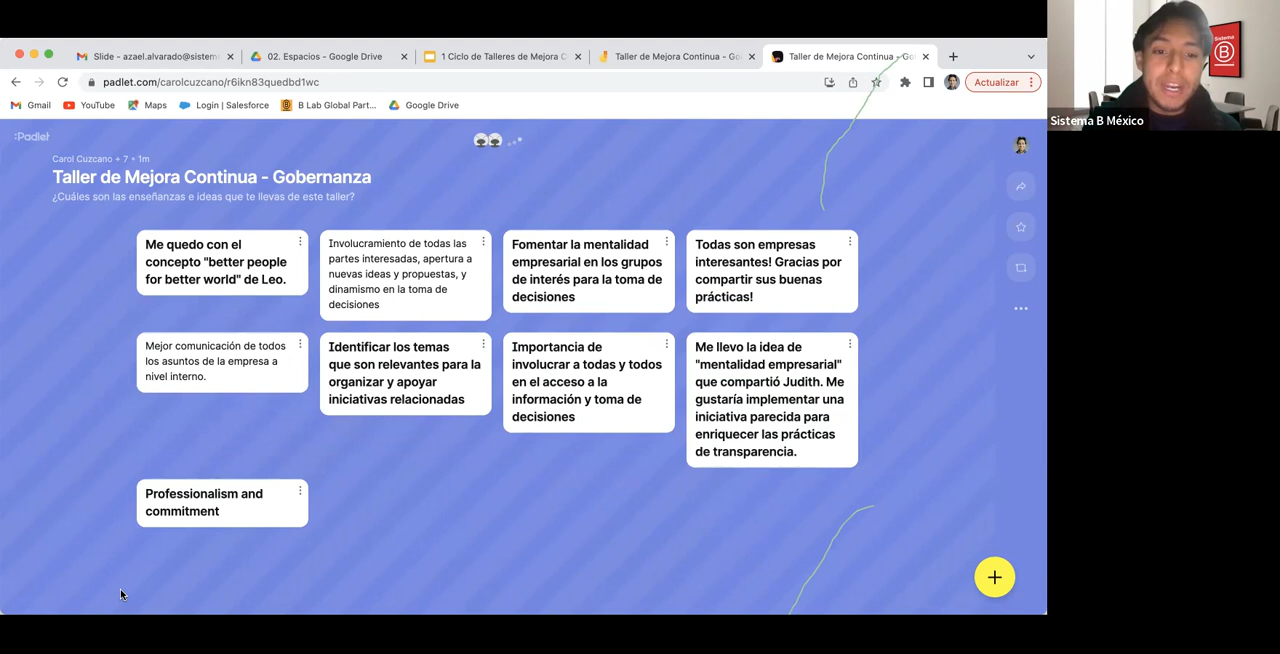 Slide - azael.alvarado@sistem
02. Espacios - Google Drive
1 Ciclo de Talleres de Mejora C
Taller de Mejora Continua - Go
Taller de Mejora Continua - Go
padlet.com/carolcuzcano/r6ikn83quedbd1wc
Actualizar
Gmail
YouTube
Maps
Login | Salesforce
B Lab Global Part...
Google Drive
Sistema
B
Sistema B México
:Padlet
Carol Cuzcano + 7 • 1m
Taller de Mejora Continua - Gobernanza
¿Cuáles son las enseñanzas e ideas que te llevas de este taller?
Me quedo con el
concepto "better people
for better world" de Leo.
Involucramiento de todas las
partes interesadas, apertura a
nuevas ideas y propuestas, y
dinamismo en la toma de
decisiones
Fomentar la mentalidad
empresarial en los grupos
de interés para la toma de
decisiones
Todas son empresas
interesantes! Gracias por
compartir sus buenas
prácticas!
Mejor comunicación de todos
los asuntos de la empresa a
nivel interno.
Identificar los temas
que son relevantes para la
organizar y apoyar
iniciativas relacionadas
Importancia de
involucrar a todas y todos
en el acceso a la
información y toma de
decisiones
Me llevo la idea de
"mentalidad empresarial"
que compartió Judith. Me
gustaría implementar una
iniciativa parecida para
enriquecer las prácticas
de transparencia.
Professionalism and
commitment